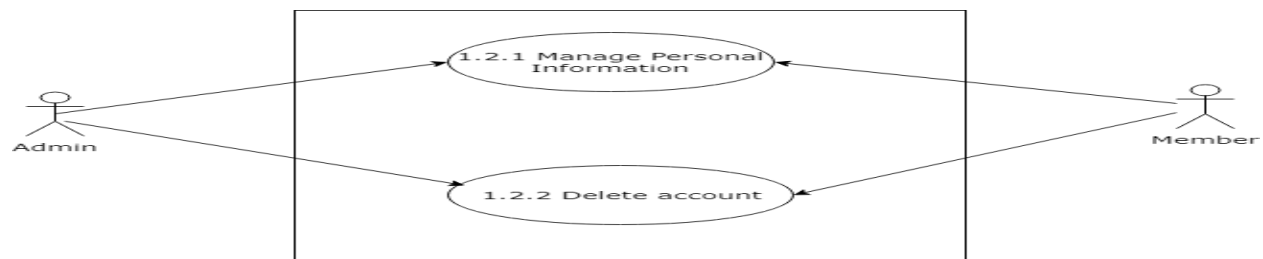 1.2.1 Manage Personal
Information
Admin
Member
1.2.2 Delete account